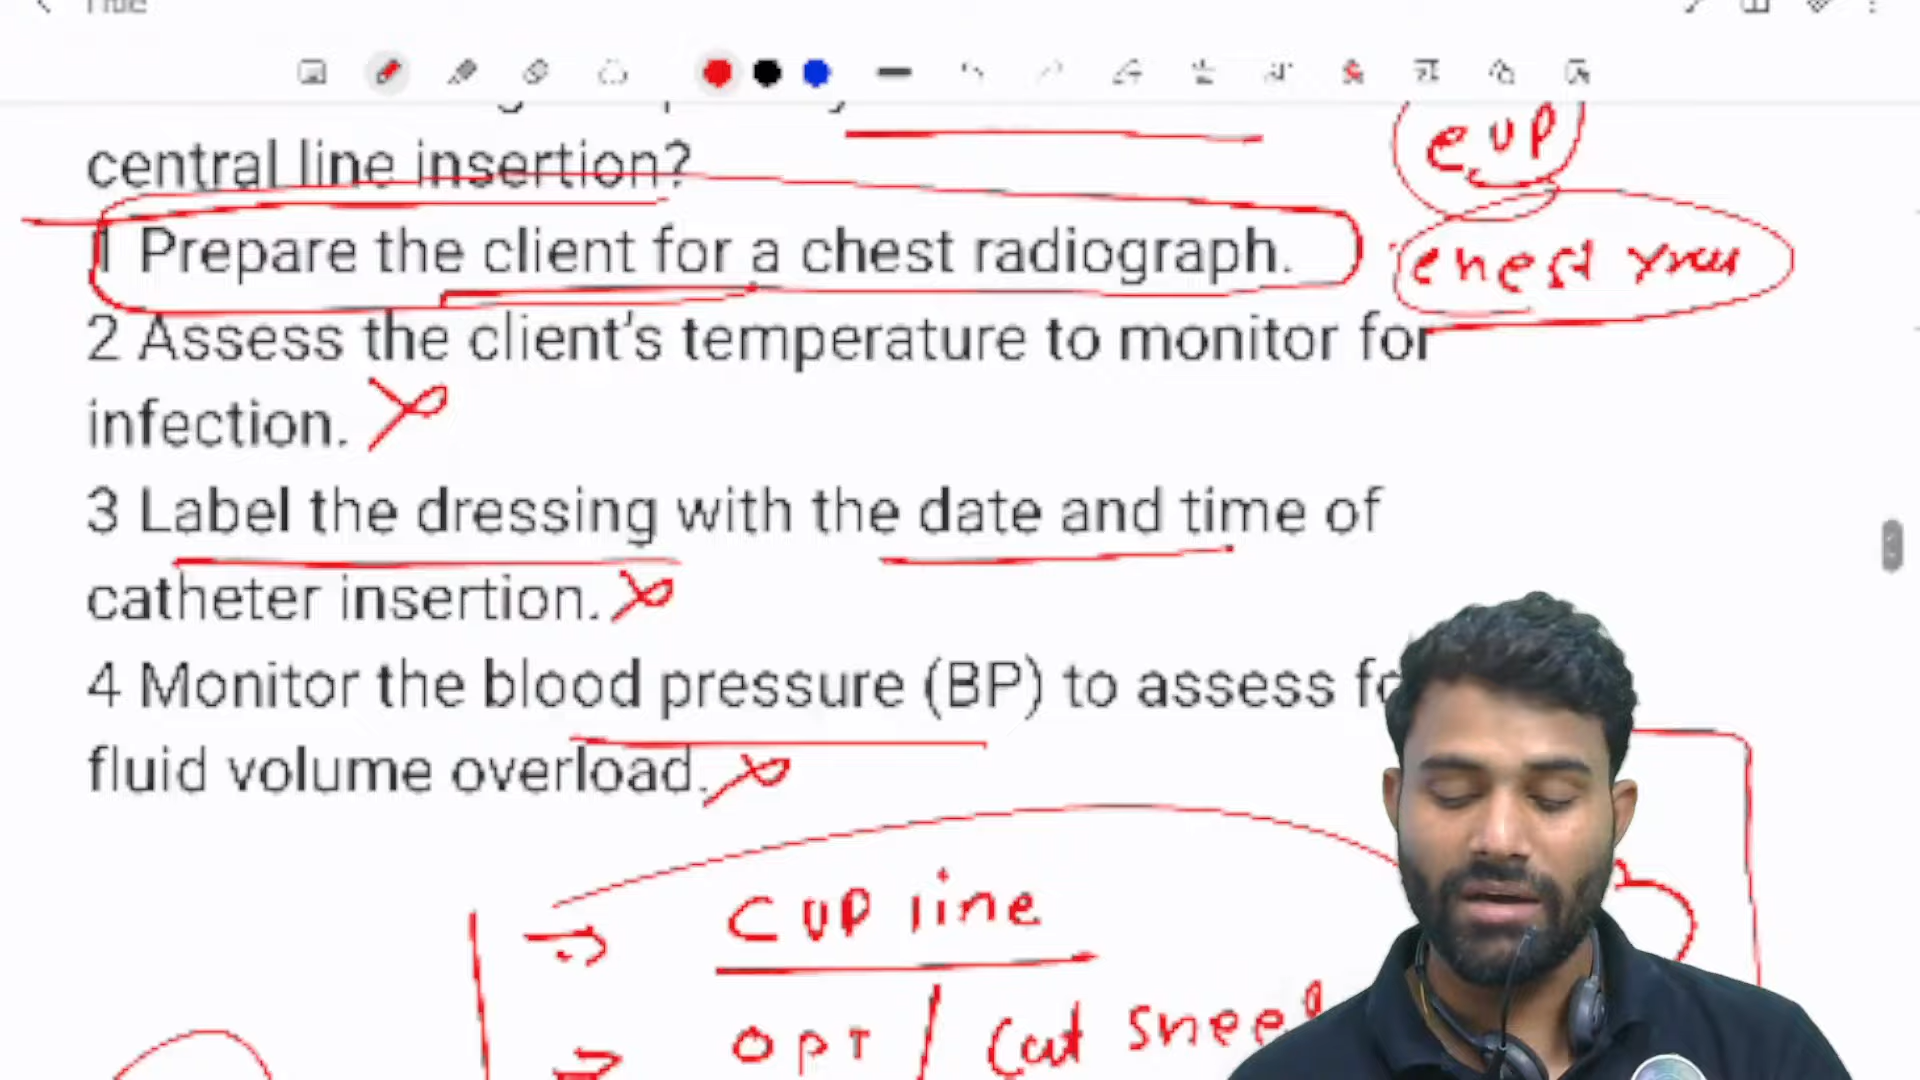 Title
central line insertion?
CVP
1 Prepare the client for a chest radiograph.
chest xray
2 Assess the client's temperature to monitor for
infection.
3 Label the dressing with the date and time of
catheter insertion.
4 Monitor the blood pressure (BP) to assess
fluid volume overload.
CVP line
OPT / Cat sheet